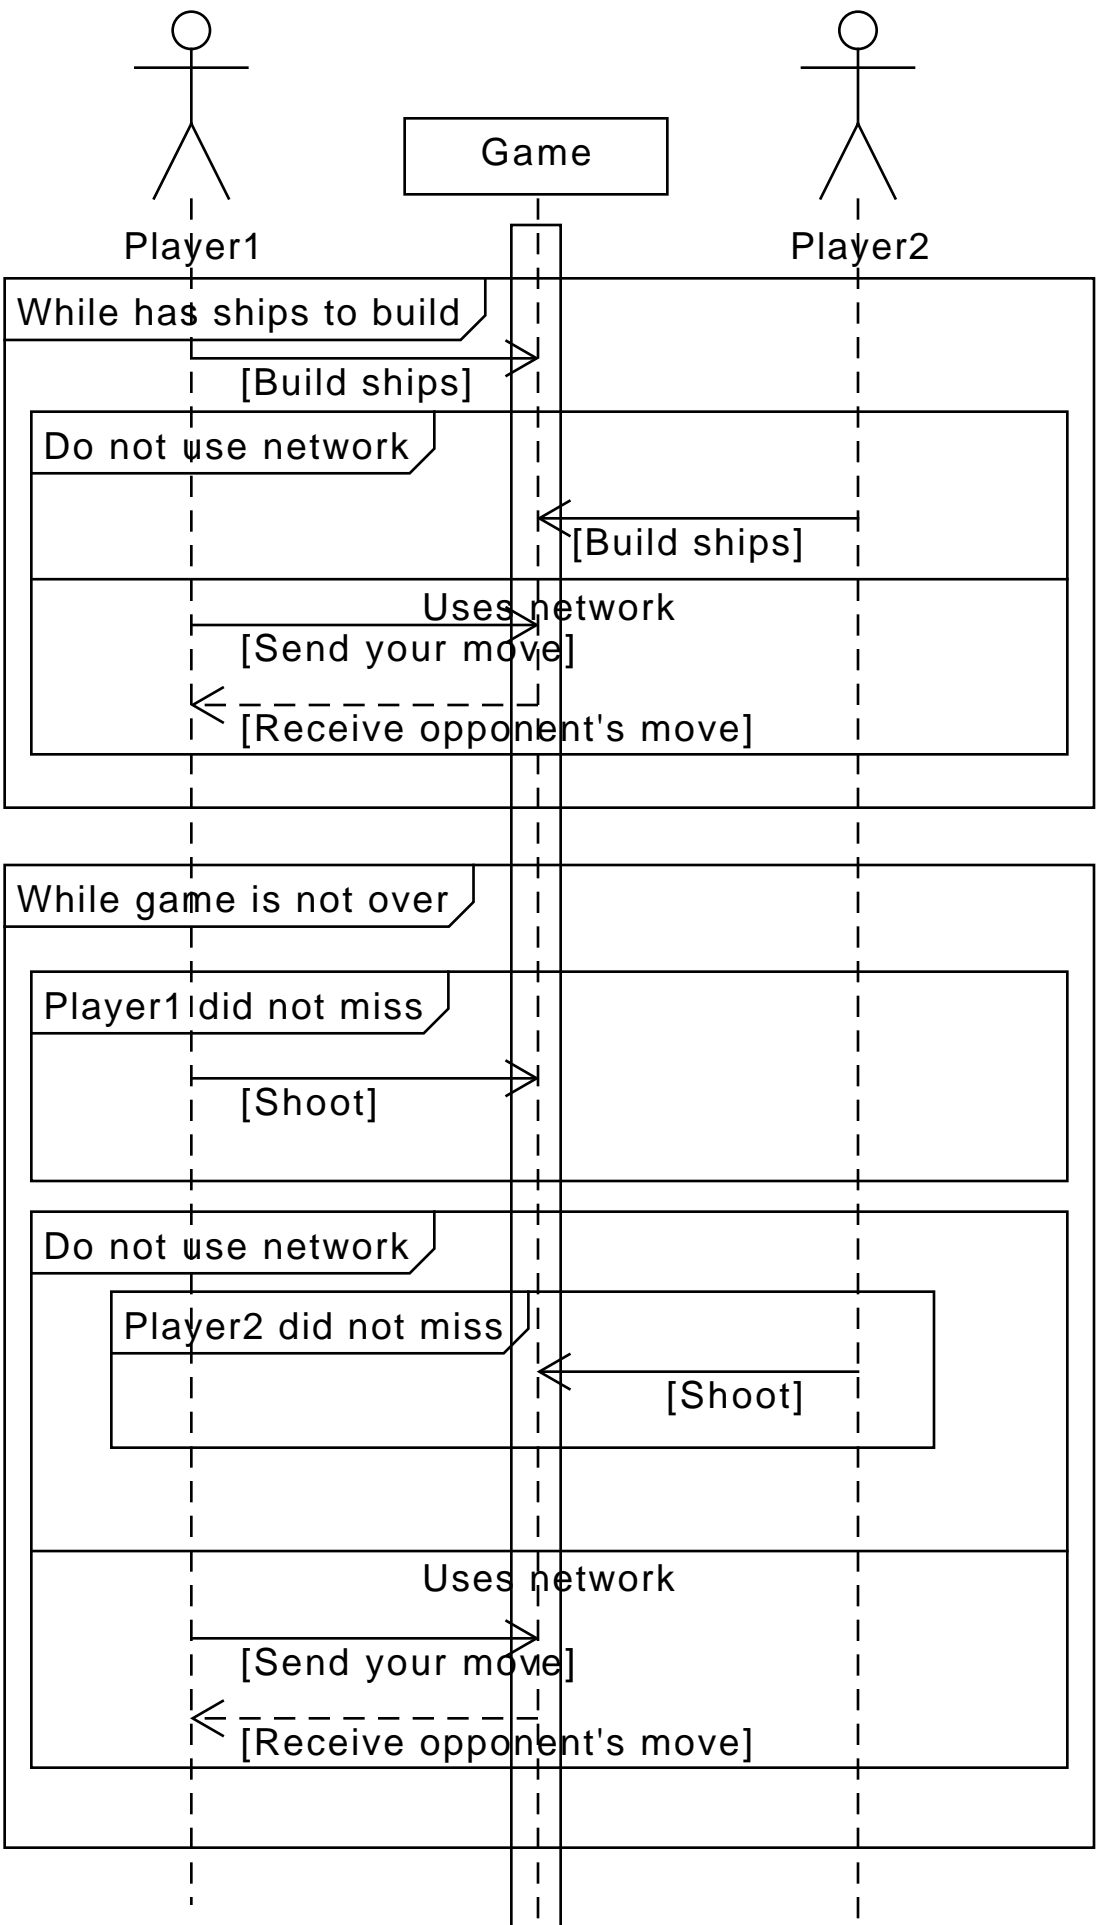 Game
Player1
Player2
While has ships to build
[Build ships]
Do not use network
[Build ships]
Uses network
[Send your move]
[Receive opponent's move]
While game is not over
Player1 did not miss
[Shoot]
Do not use network
Player2 did not miss
[Shoot]
Uses network
[Send your move]
[Receive opponent's move]